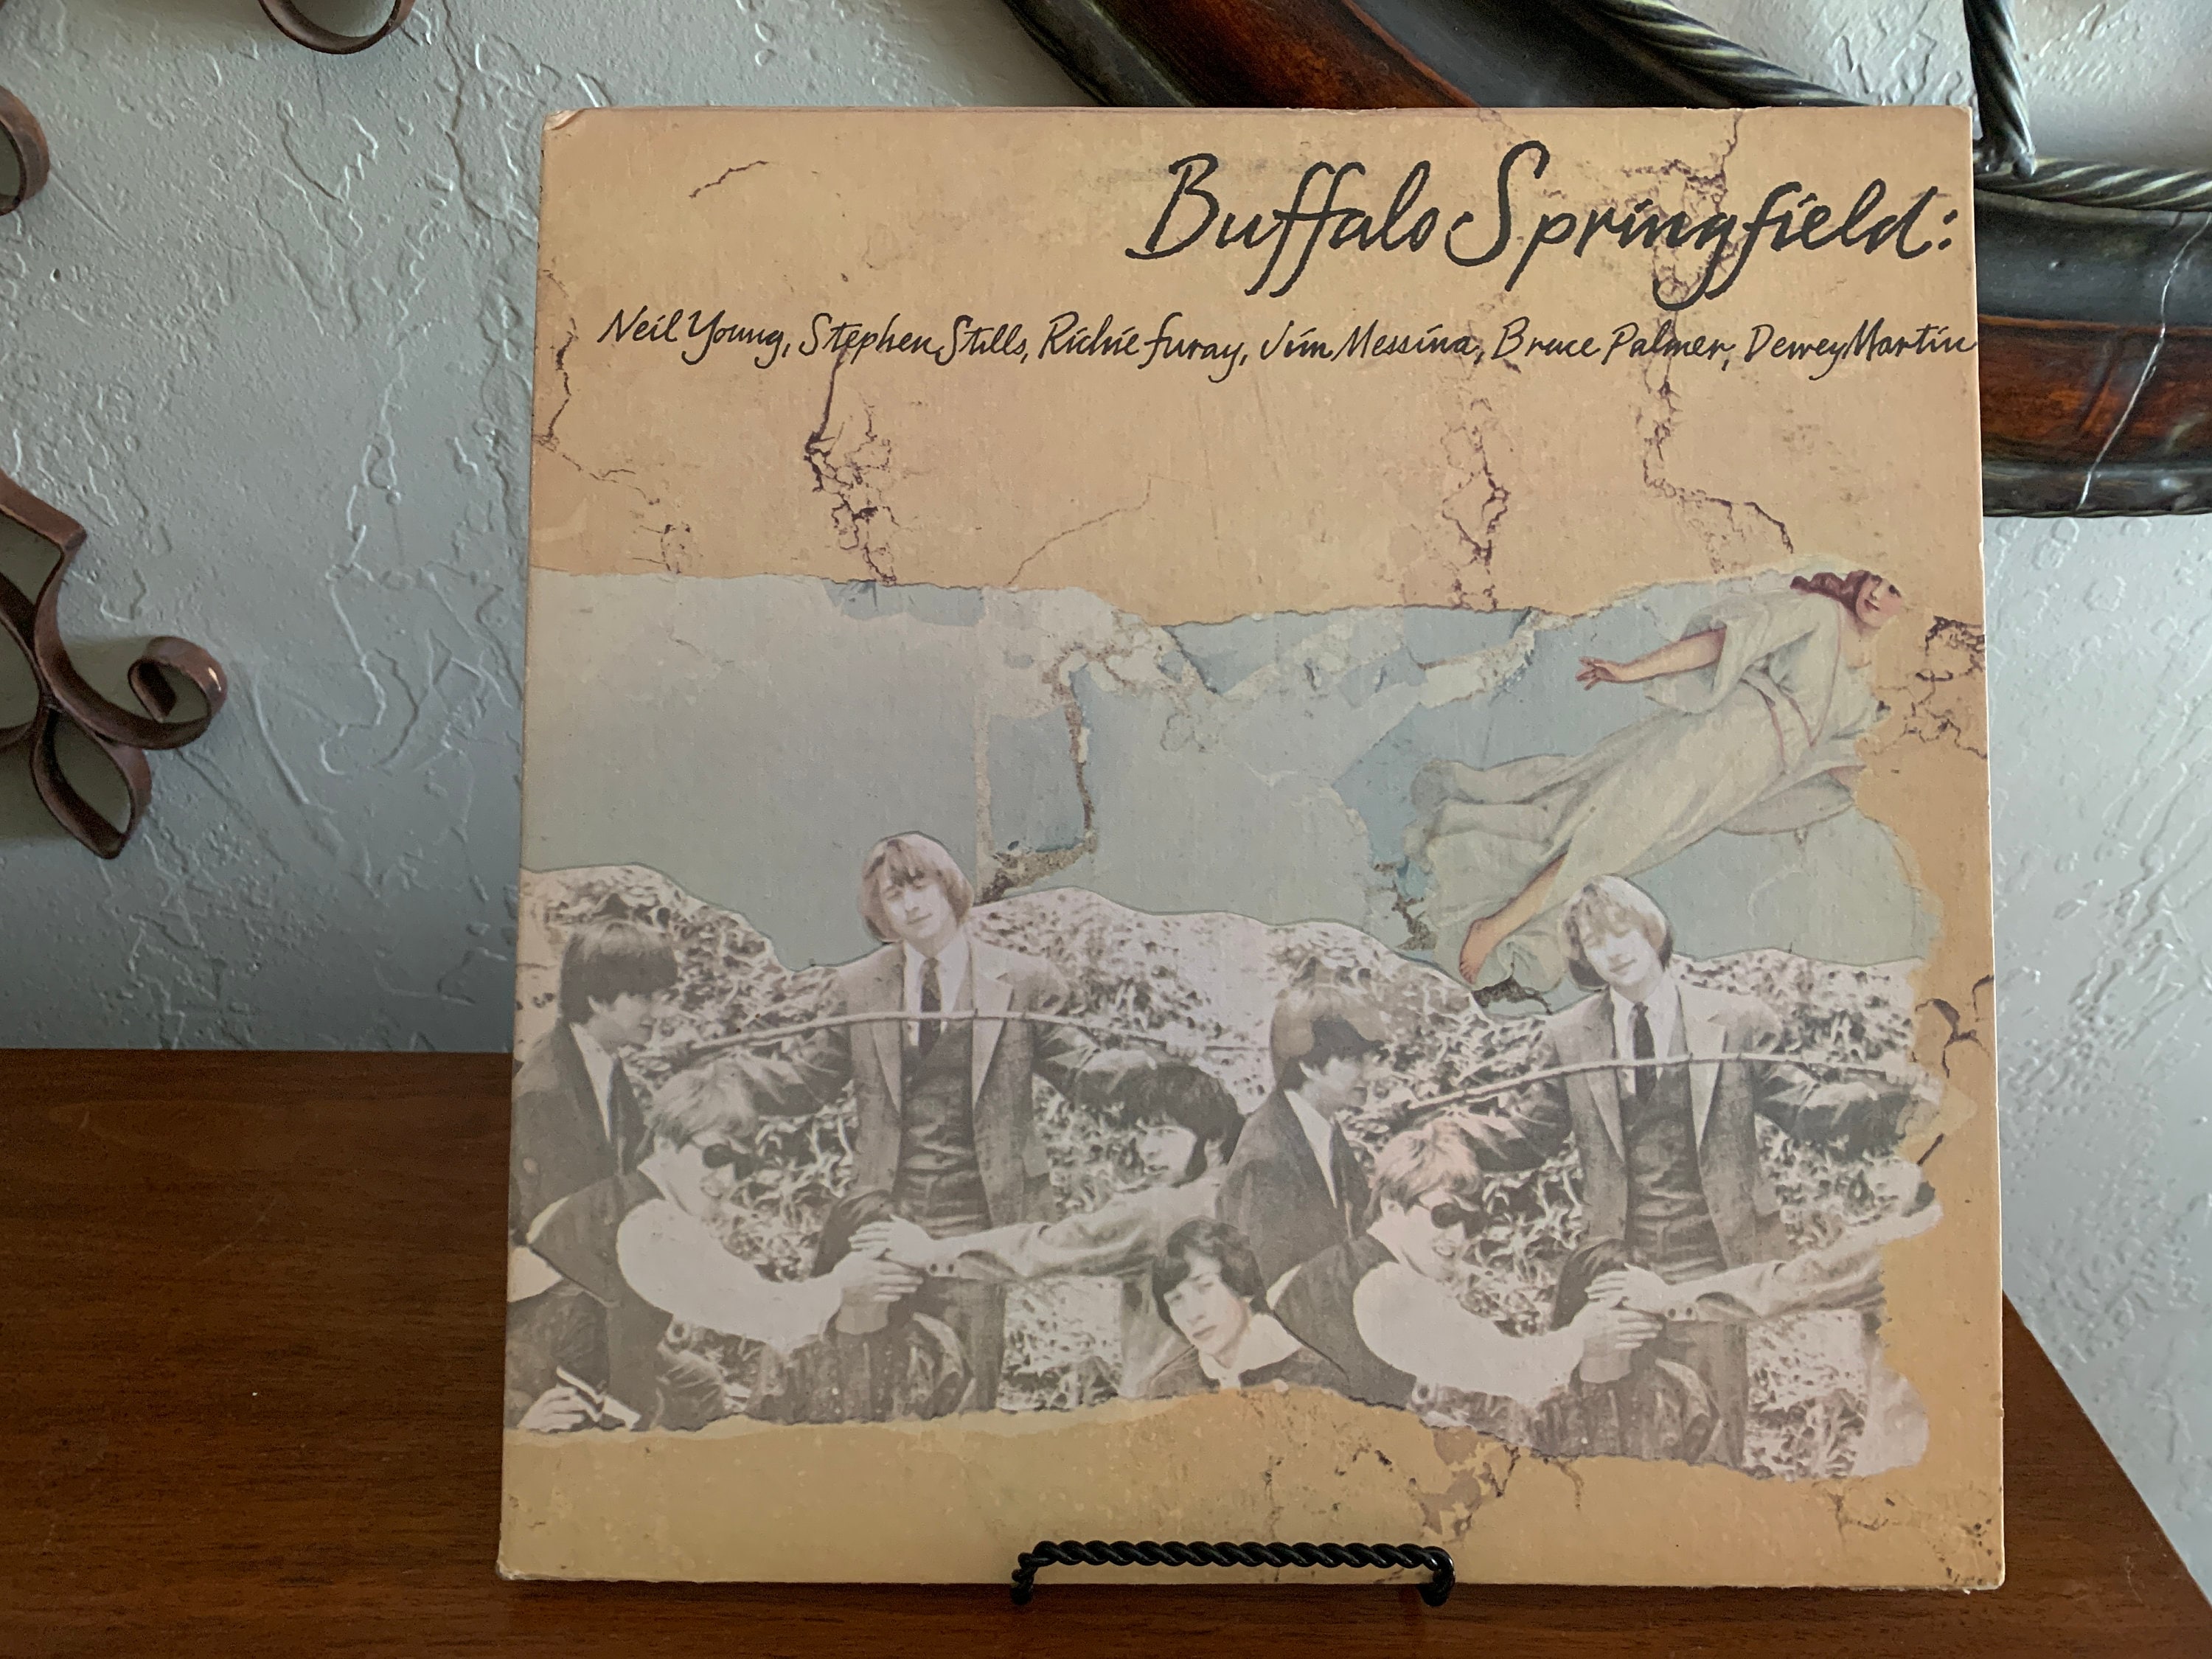 Buffalo Springfield:
Neil Young, Stephen Stills, Richie Furay, Jim Messina, Bruce Palmer, Dewey Martin